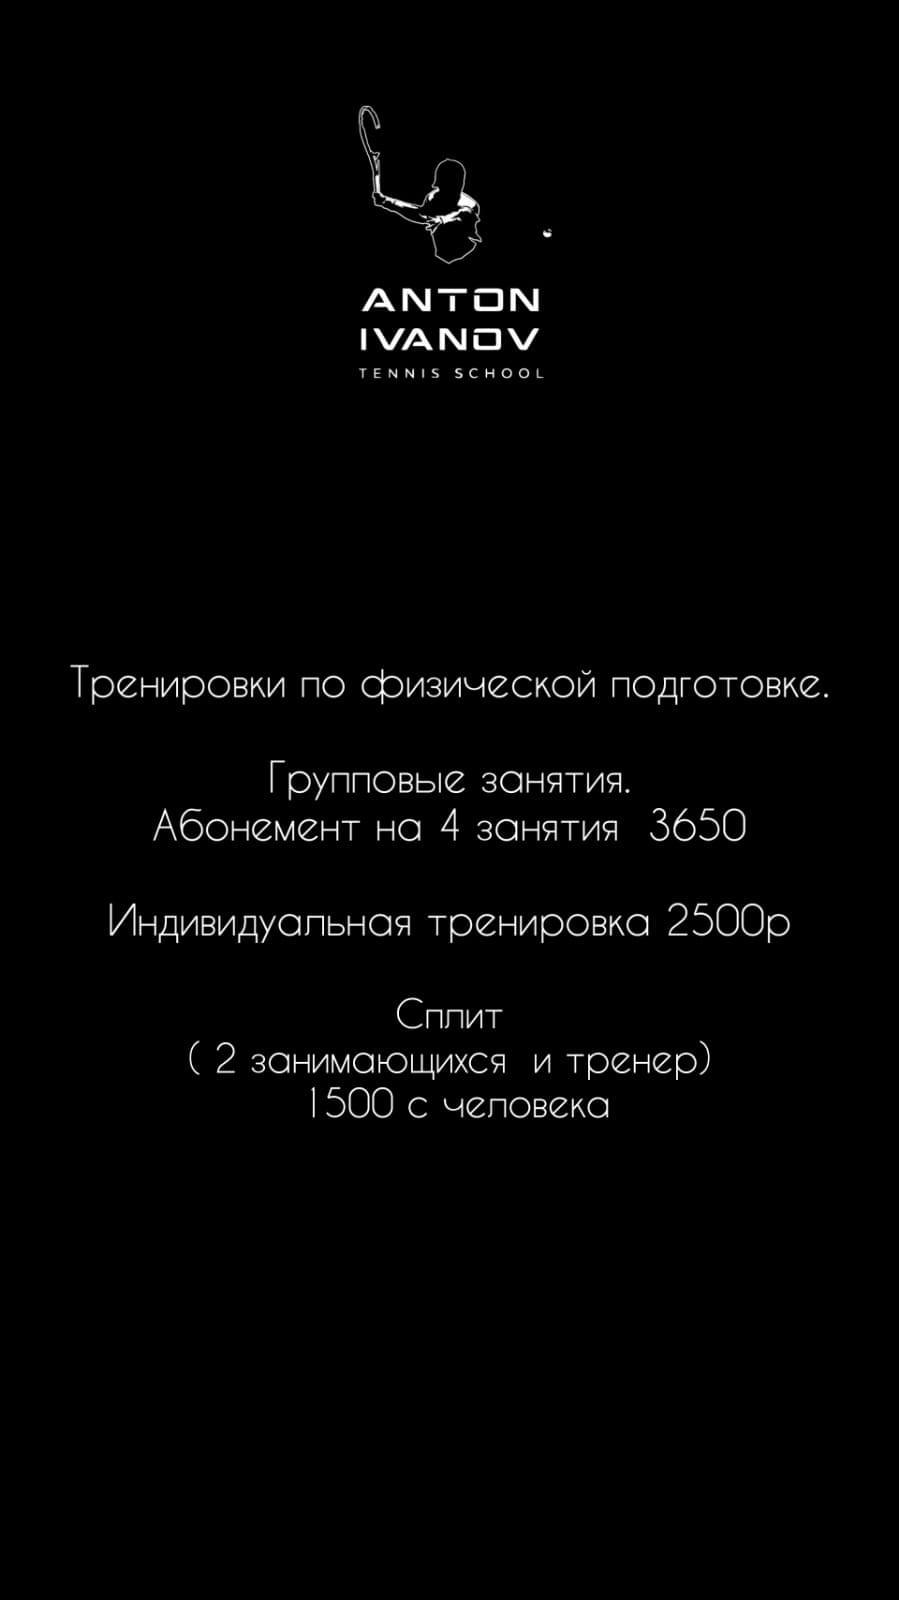 ANTON
IVANOV
TENNIS SCHOOL
Тренировки по физической подготовке.
Групповые занятия.
Абонемент на 4 занятия 3650
Индивидуальная тренировка 2500р
Сплит
( 2 занимающихся и тренер)
1500 с человека